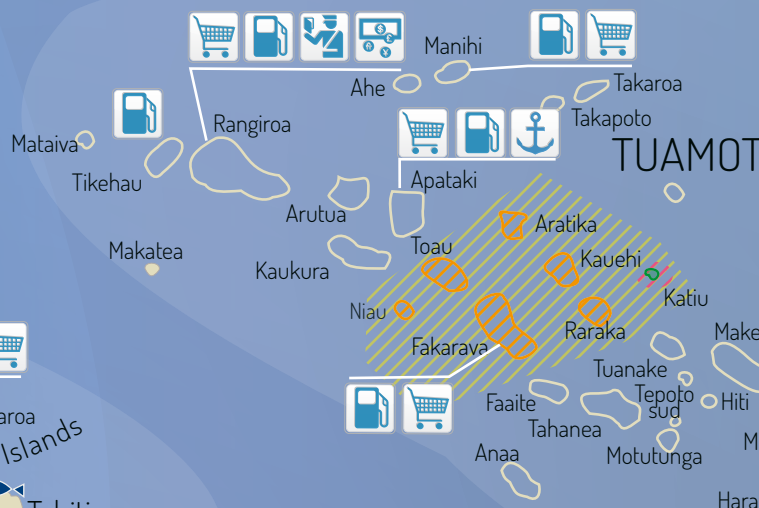 Manihi
Ahe
Takaroa
Takapoto
Rangiroa
Mataiva
TUAMOT
Tikehau
Apataki
Arutua
Aratika
Toau
Makatea
Kauehi
Kaukura
Katiu
Niau
Raraka
Make
Fakarava
Tuanake
Tepoto
sud
Hiti
Faaite
aroa
Tahanea
Islands
M
Anaa
Motutunga
Hara
Tahiti